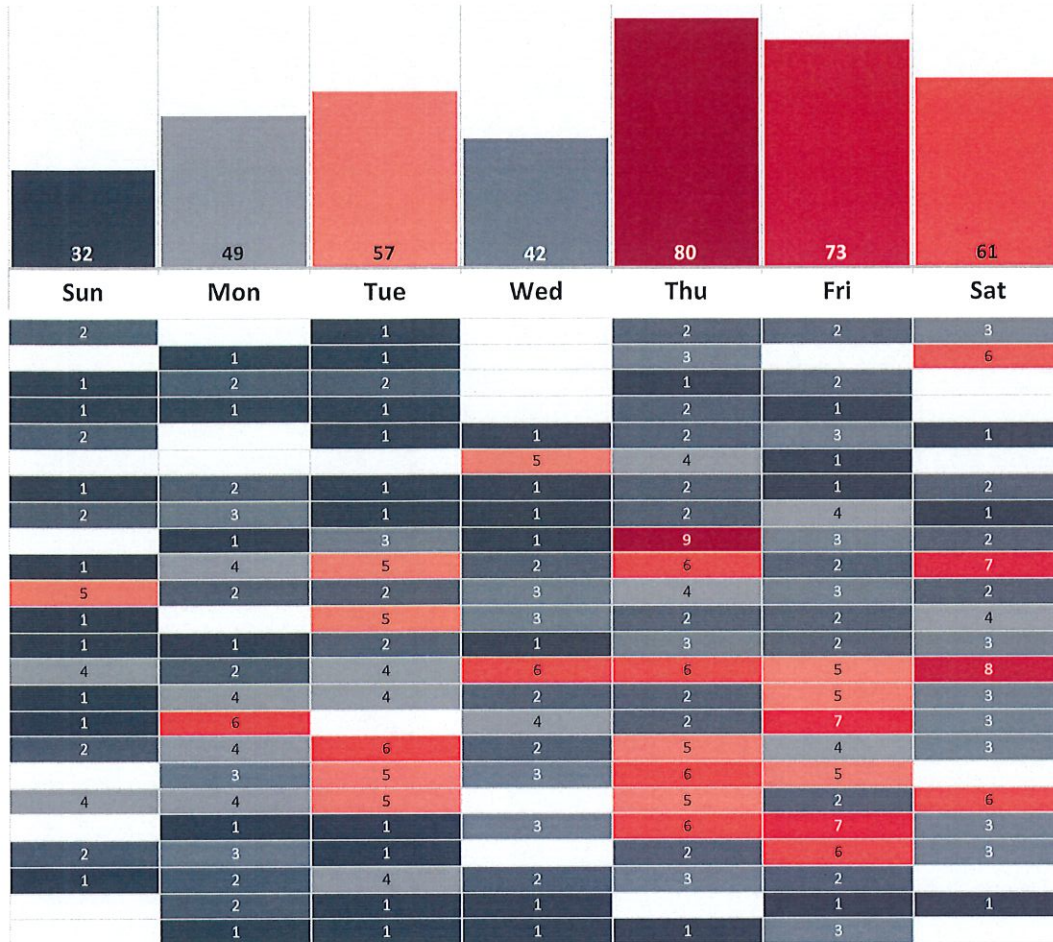 32 49 57 42 80 73 61
Sun Mon Tue Wed Thu Fri Sat
2 1 2 2 3
1 1 3 6
1 2 2 1 2
1 1 1 2 1
2 1 1 2 3 1
5 4 1
1 2 1 1 2 1 2
2 3 1 1 2 4 1
1 3 1 9 3 2
1 4 5 2 6 2 7
5 2 2 3 4 3 2
1 5 3 2 2 4
1 1 2 1 3 2 3
4 2 4 6 6 5 8
1 4 4 2 2 5 3
1 6 4 2 7 3
2 4 6 2 5 4 3
3 5 3 6 5
4 4 5 5 2 6
1 1 3 6 7 3
2 3 1 2 6 3
1 2 4 2 3 2
2 1 1 1 1
1 1 1 1 3